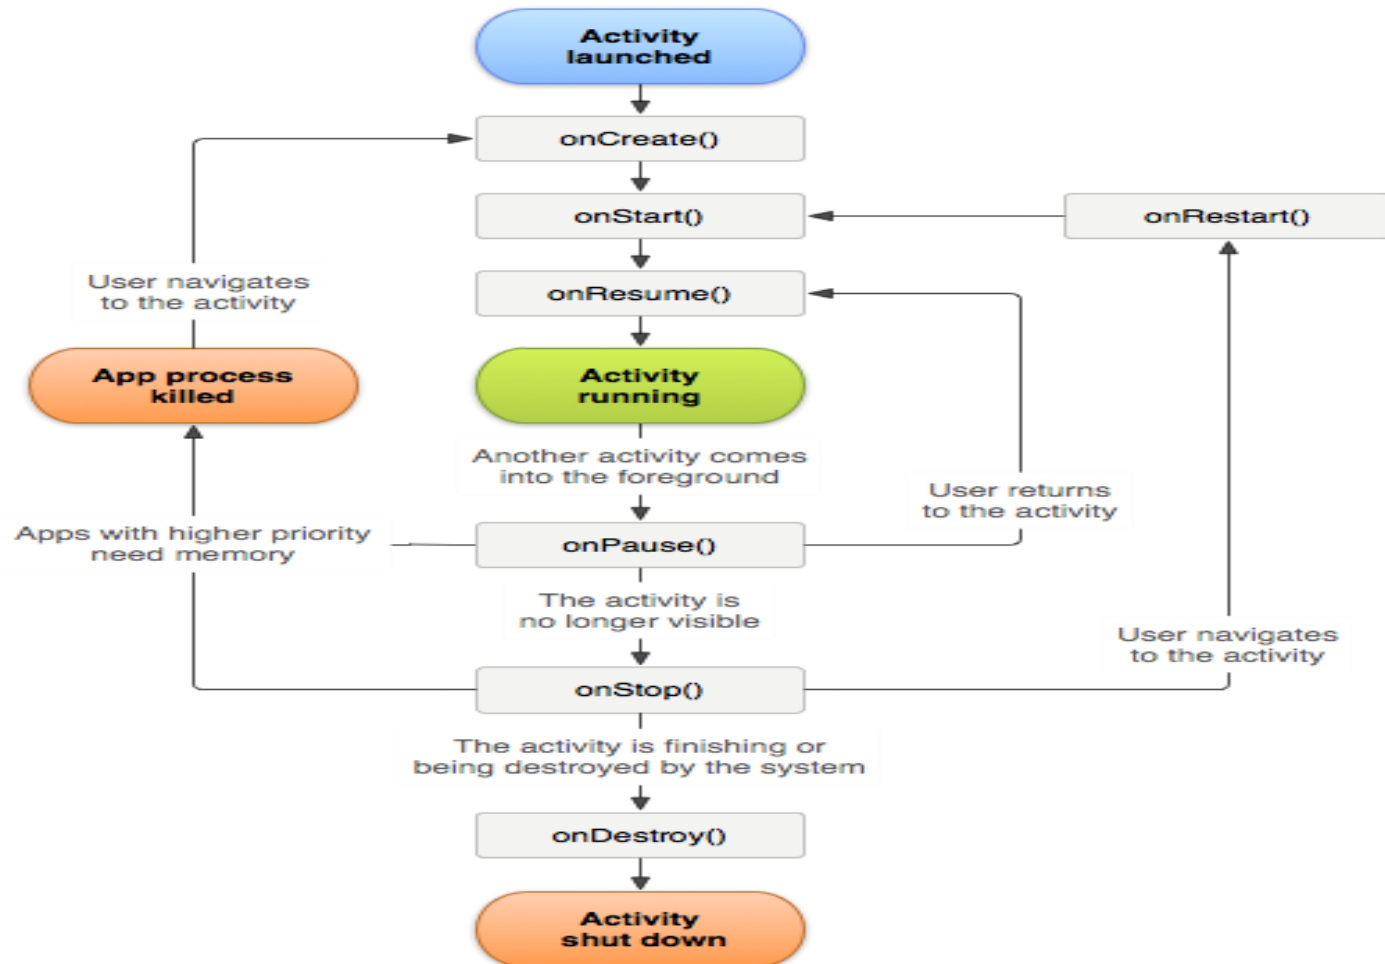 Activity
launched
onCreate()
onStart()
onRestart()
User navigates
to the activity
onResume()
App process
killed
Activity
running
Another activity comes
into the foreground
User returns
to the activity
Apps with higher priority
need memory
onPause()
The activity is
no longer visible
User navigates
to the activity
onStop()
The activity is finishing or
being destroyed by the system
onDestroy()
Activity
shut down